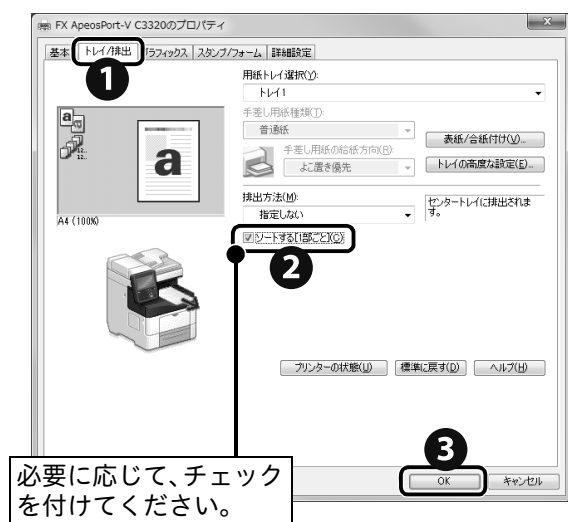 FX ApeosPort-V C3320のプロパティ
基本 トレイ/排出 グラフィックス スタンプ/フォーム 詳細設定
1
用紙トレイ選択(Y):
トレイ1
手差し用紙種類(T):
普通紙
表紙/合紙付け(V)...
手差し用紙の給紙方向(R):
よこ置き優先
トレイの高度な設定(E)...
a
12..
12..
a
A4 (100%)
排出方法(M):
指定しない
センタートレイに排出されま
す。
ソートする[1部ごと](C)
2
プリンターの状態(U) 標準に戻す(D) ヘルプ(H)
3
OK キャンセル
必要に応じて、チェック
を付けてください。